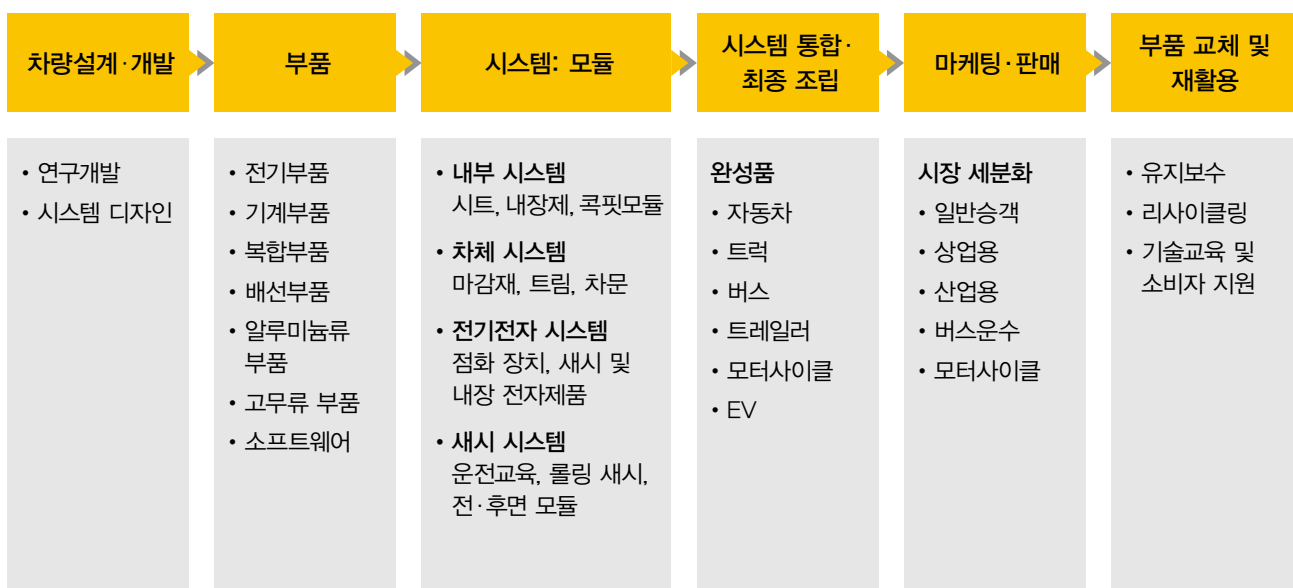 차량설계·개발
부품
시스템: 모듈
시스템 통합·
최종 조립
마케팅·판매
부품 교체 및
재활용
• 연구개발
• 시스템 디자인
• 전기부품
• 기계부품
• 복합부품
• 배선부품
• 알루미늄류
부품
• 고무류 부품
• 소프트웨어
• 내부 시스템
시트, 내장제, 콕핏모듈
• 차체 시스템
마감재, 트림, 차문
• 전기전자 시스템
점화 장치, 섀시 및
내장 전자제품
• 섀시 시스템
운전교육, 롤링 섀시,
전·후면 모듈
완성품
• 자동차
• 트럭
• 버스
• 트레일러
• 모터사이클
• EV
시장 세분화
• 일반승객
• 상업용
• 산업용
• 버스운수
• 모터사이클
• 유지보수
• 리사이클링
• 기술교육 및
소비자 지원